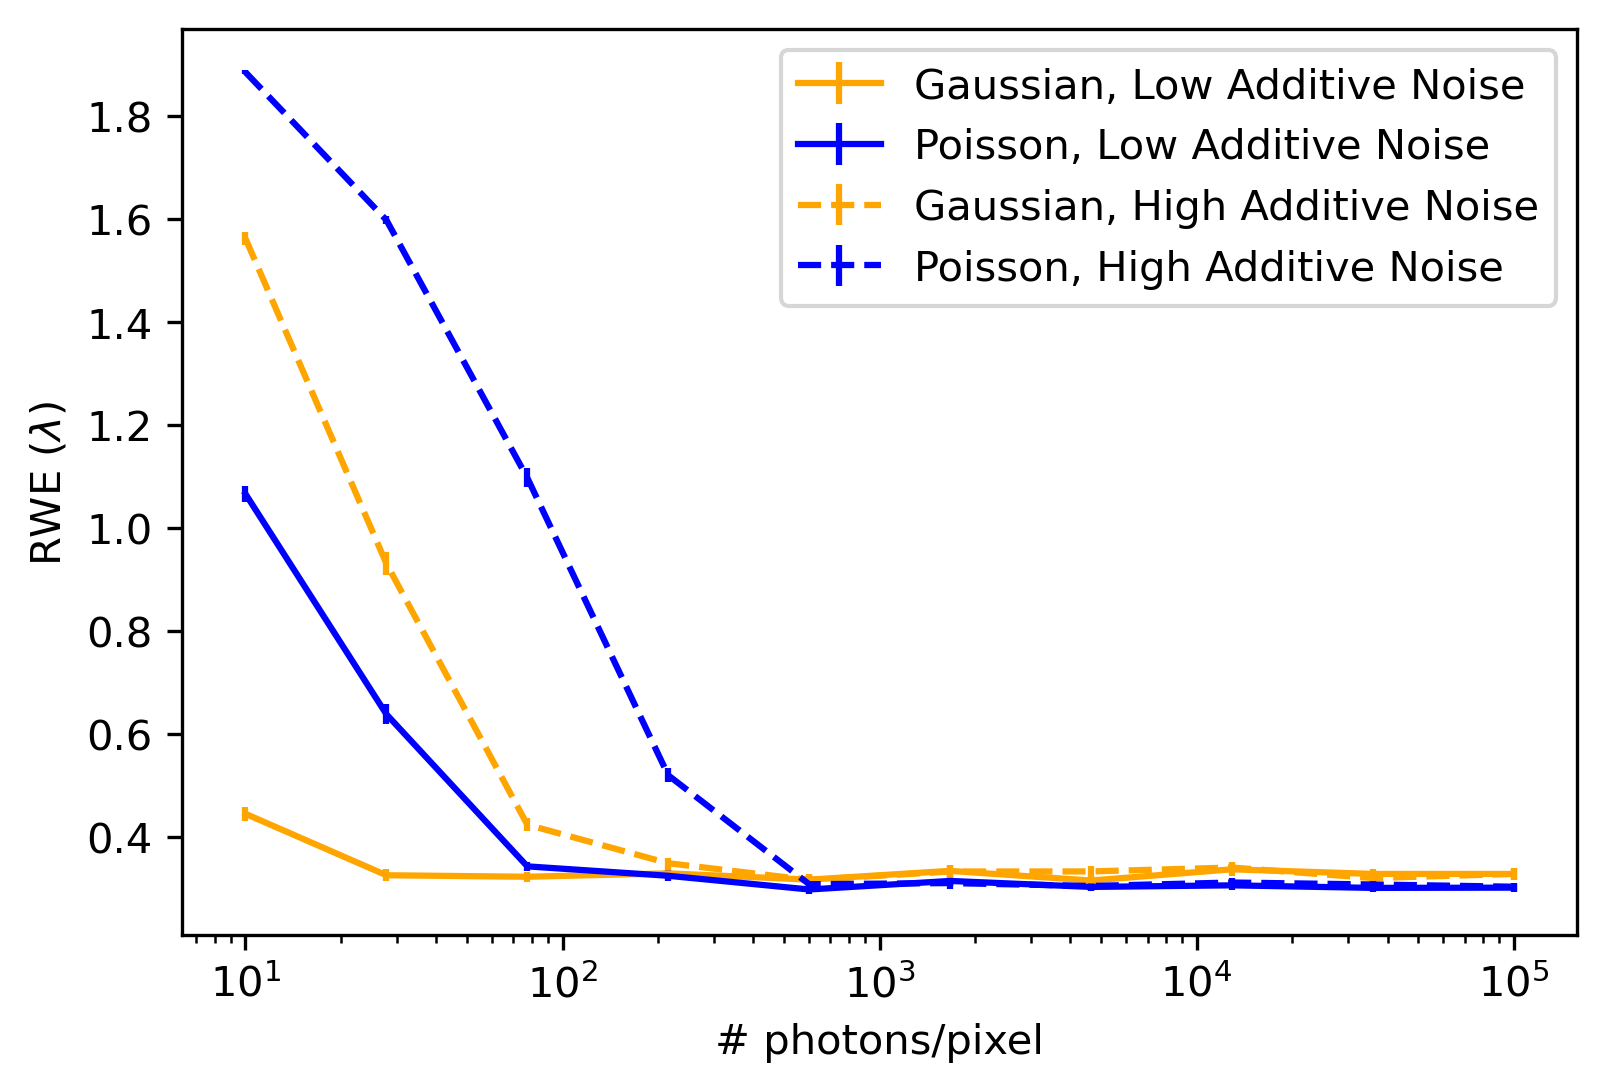 Gaussian, Low Additive Noise
Poisson, Low Additive Noise
Gaussian, High Additive Noise
Poisson, High Additive Noise
RWE (λ)
1.8
1.6
1.4
1.2
1.0
0.8
0.6
0.4
10¹ 10² 10³ 10⁴ 10⁵
# photons/pixel